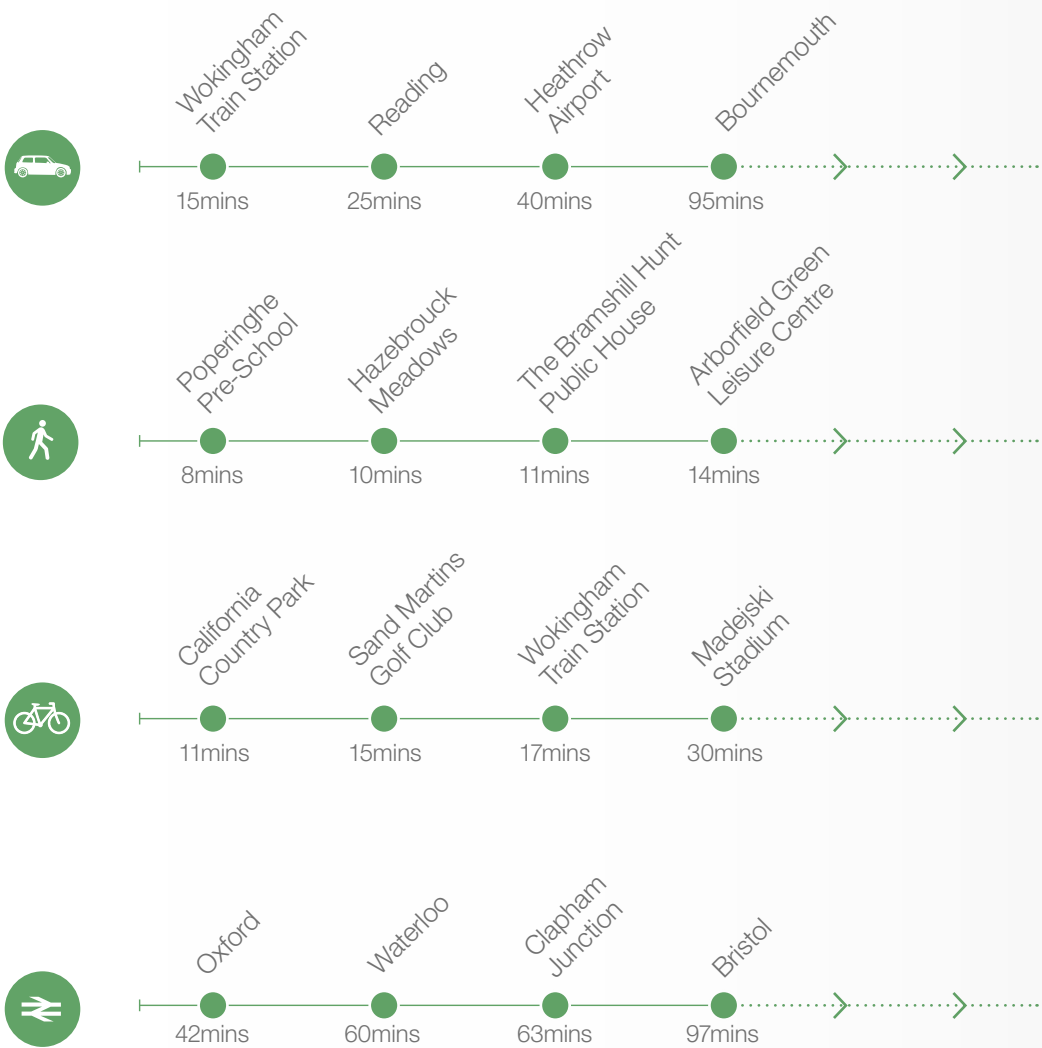 Wokingham
Train Station
Reading
Heathrow
Airport
Bournemouth
15mins
25mins
40mins
95mins
Poperinghe
Pre-School
Hazebrouck
Meadows
The Bramshill Hunt
Public House
Arborfield Green
Leisure Centre
8mins
10mins
11mins
14mins
California
Country Park
Sand Martins
Golf Club
Wokingham
Train Station
Madejski
Stadium
11mins
15mins
17mins
30mins
Oxford
Waterloo
Clapham
Junction
Bristol
42mins
60mins
63mins
97mins